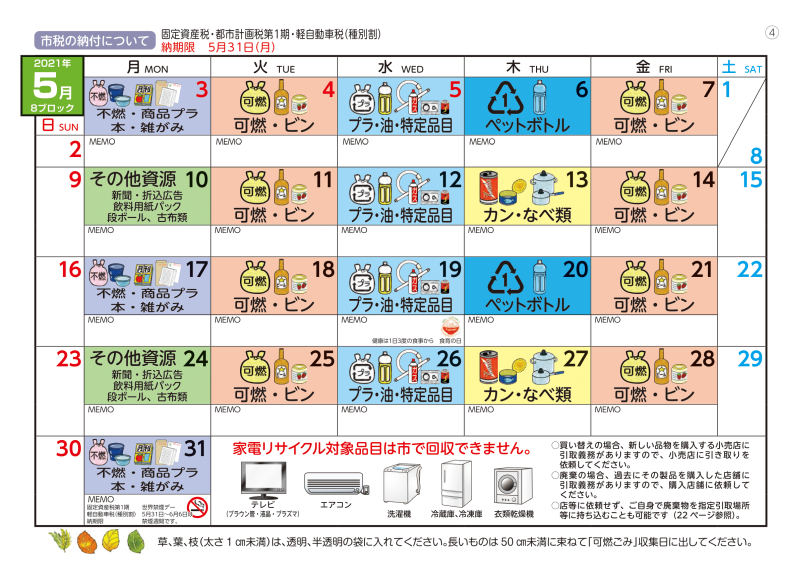 市税の納付について
固定資産税・都市計画税第1期・軽自動車税(種別割)
納期限 5月31日(月)
④
2021年
5月
8ブロック
日 SUN
月 MON
火 TUE
水 WED
木 THU
金 FRI
土 SAT
不燃
3
不燃・商品プラ
本・雑がみ
可燃
4
可燃・ビン
プラ
5
プラ・油・特定品目
1
6
ペットボトル
可燃
7
可燃・ビン
1
2
MEMO
MEMO
MEMO
MEMO
MEMO
8
9
その他資源 10
新聞・折込広告
飲料用紙パック
段ボール、古布類
可燃
11
可燃・ビン
プラ
12
プラ・油・特定品目
13
カン・なべ類
可燃
14
可燃・ビン
15
MEMO
MEMO
MEMO
MEMO
MEMO
16
不燃
17
不燃・商品プラ
本・雑がみ
可燃
18
可燃・ビン
プラ
19
プラ・油・特定品目
1
20
ペットボトル
可燃
21
可燃・ビン
22
MEMO
MEMO
MEMO
健康は1日3度の食事から 食育の日
MEMO
MEMO
23
その他資源 24
新聞・折込広告
飲料用紙パック
段ボール、古布類
可燃
25
可燃・ビン
プラ
26
プラ・油・特定品目
27
カン・なべ類
可燃
28
可燃・ビン
29
MEMO
MEMO
MEMO
MEMO
MEMO
30
不燃
31
不燃・商品プラ
本・雑がみ
MEMO
固定資産税第1期
軽自動車税(種別割)
納期限
世界禁煙デー
5月31日~6月6日
禁煙週間です。
家電リサイクル対象品目は市で回収できません。
テレビ
(ブラウン管・液晶・プラズマ)
エアコン
洗濯機
冷蔵庫、冷凍庫
衣類乾燥機
○買い替えの場合、新しい品物を購入する小売店に
引取義務がありますので、小売店に引き取りを
依頼してください。
○廃棄の場合、過去にその製品を購入した店舗に
引取義務がありますので、購入店舗に依頼して
ください。
○店等に依頼せず、ご自身で廃棄物を指定引取場所
等に持ち込むことも可能です(22ページ参照)。
草、葉、枝(太さ1cm未満)は、透明、半透明の袋に入れてください。長いものは50cm未満に束ねて「可燃ごみ」収集日に出してください。